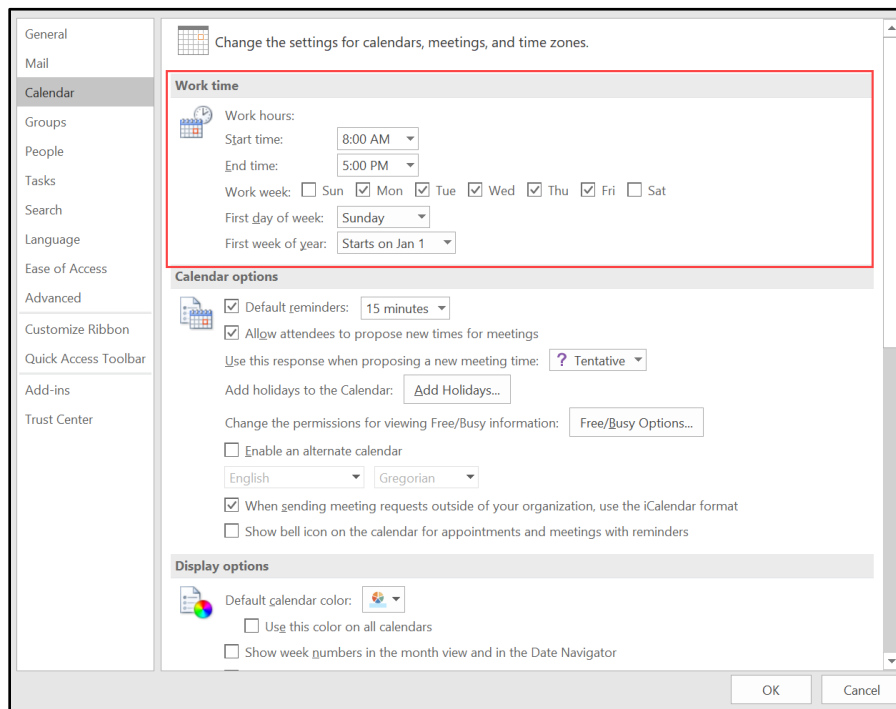 General
Mail
Calendar
Groups
People
Tasks
Search
Language
Ease of Access
Advanced
Customize Ribbon
Quick Access Toolbar
Add-ins
Trust Center
Change the settings for calendars, meetings, and time zones.
Work time
Work hours:
Start time: 8:00 AM
End time: 5:00 PM
Work week: Sun Mon Tue Wed Thu Fri Sat
First day of week: Sunday
First week of year: Starts on Jan 1
Calendar options
Default reminders: 15 minutes
Allow attendees to propose new times for meetings
Use this response when proposing a new meeting time: ? Tentative
Add holidays to the Calendar: Add Holidays...
Change the permissions for viewing Free/Busy information: Free/Busy Options...
Enable an alternate calendar
English Gregorian
When sending meeting requests outside of your organization, use the iCalendar format
Show bell icon on the calendar for appointments and meetings with reminders
Display options
Default calendar color:
Use this color on all calendars
Show week numbers in the month view and in the Date Navigator
OK Cancel